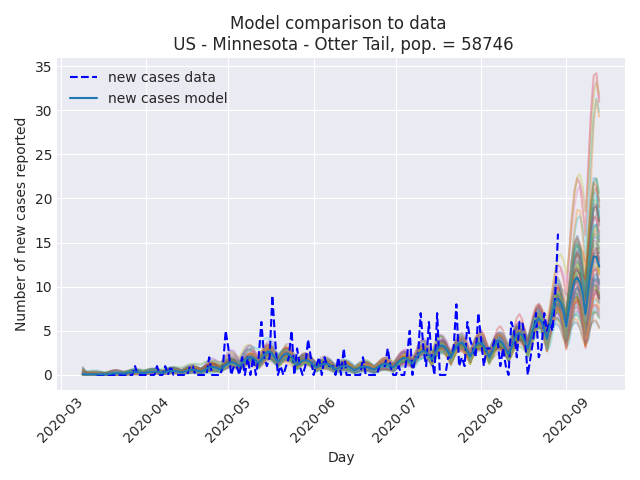 Model comparison to data
US - Minnesota - Otter Tail, pop. = 58746
new cases data
new cases model
Number of new cases reported
35
30
25
20
15
10
5
0
2020-03
2020-04
2020-05
2020-06
2020-07
2020-08
2020-09
Day